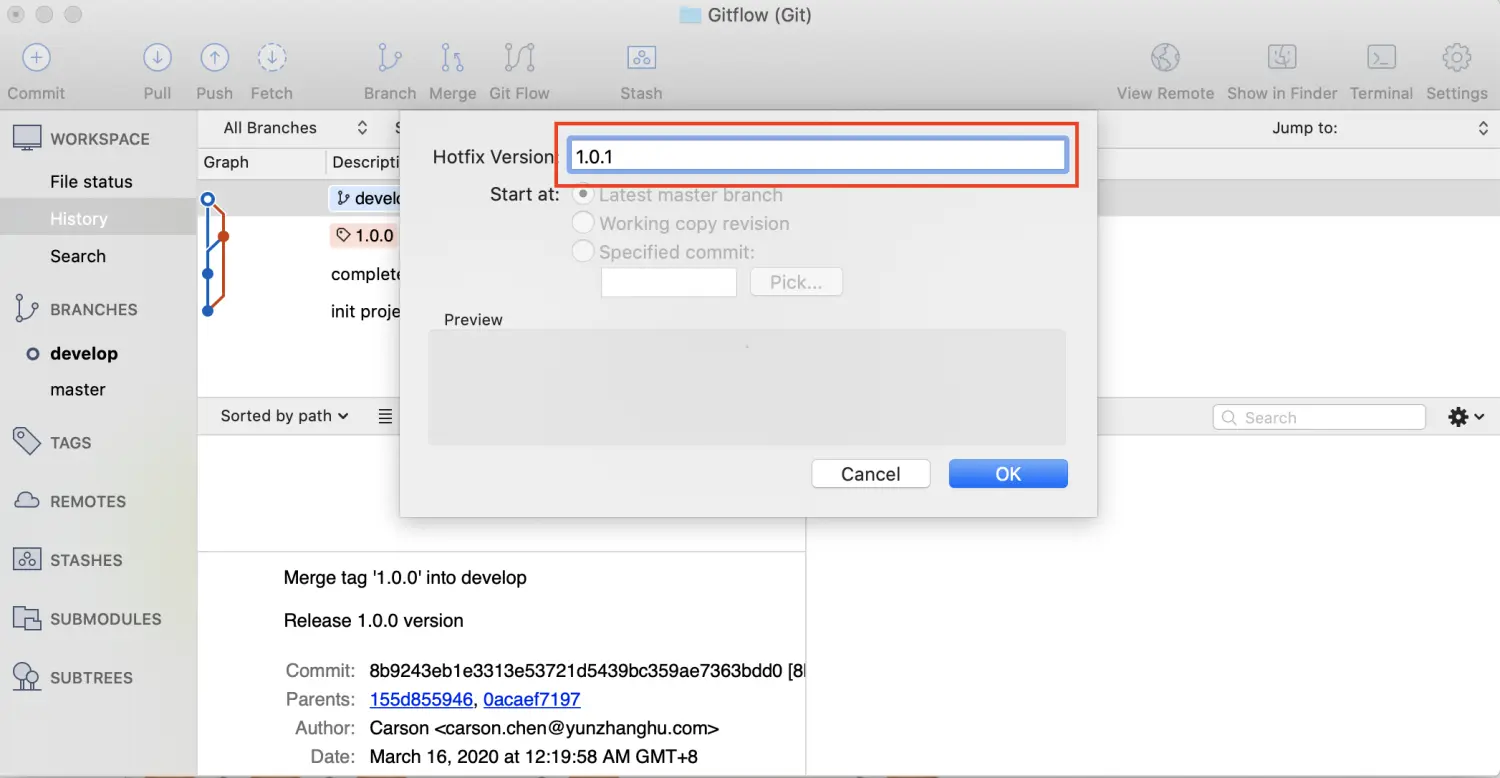 Gitflow (Git)
Commit Pull Push Fetch Branch Merge Git Flow Stash View Remote Show in Finder Terminal Settings
WORKSPACE
File status
History
Search
BRANCHES
develop
master
TAGS
REMOTES
STASHES
SUBMODULES
SUBTREES
All Branches Jump to:
Graph Descripti
develo
1.0.0
complete
init proje
Hotfix Version: 1.0.1
Start at: Latest master branch
Working copy revision
Specified commit:
Pick...
Preview
Cancel OK
Sorted by path Search
Merge tag '1.0.0' into develop
Release 1.0.0 version
Commit: 8b9243eb1e3313e53721d5439bc359ae7363bdd0 [8
Parents: 155d855946, 0acaef7197
Author: Carson <carson.chen@yunzhanghu.com>
Date: March 16, 2020 at 12:19:58 AM GMT+8